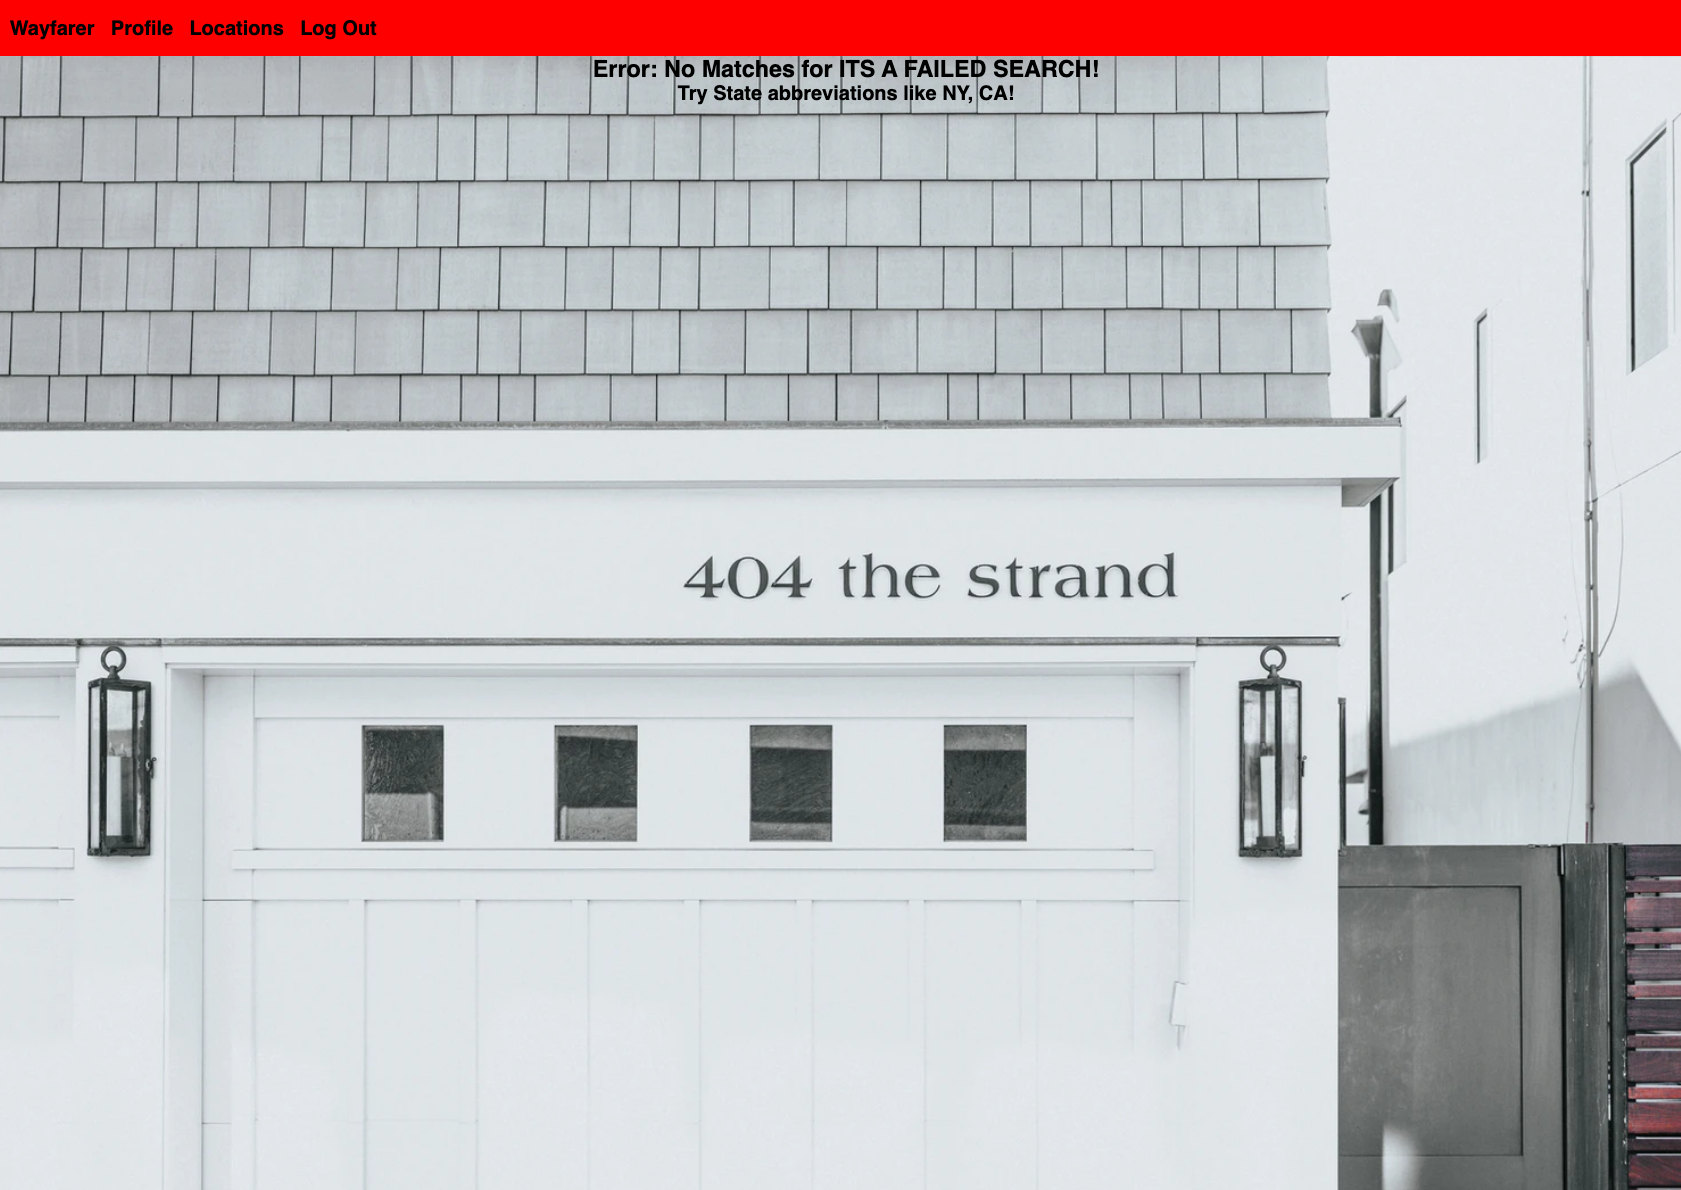 Wayfarer Profile Locations Log Out
Error: No Matches for ITS A FAILED SEARCH!
Try State abbreviations like NY, CA!
404 the strand